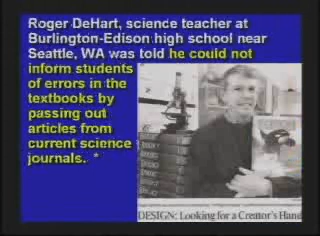 Roger DeHart, science teacher at
Burlington-Edison high school near
Seattle, WA was told he could not
inform students
of errors in the
textbooks by
passing out
articles from
current science
journals. *
DESIGN: Looking for a Creator's Hand